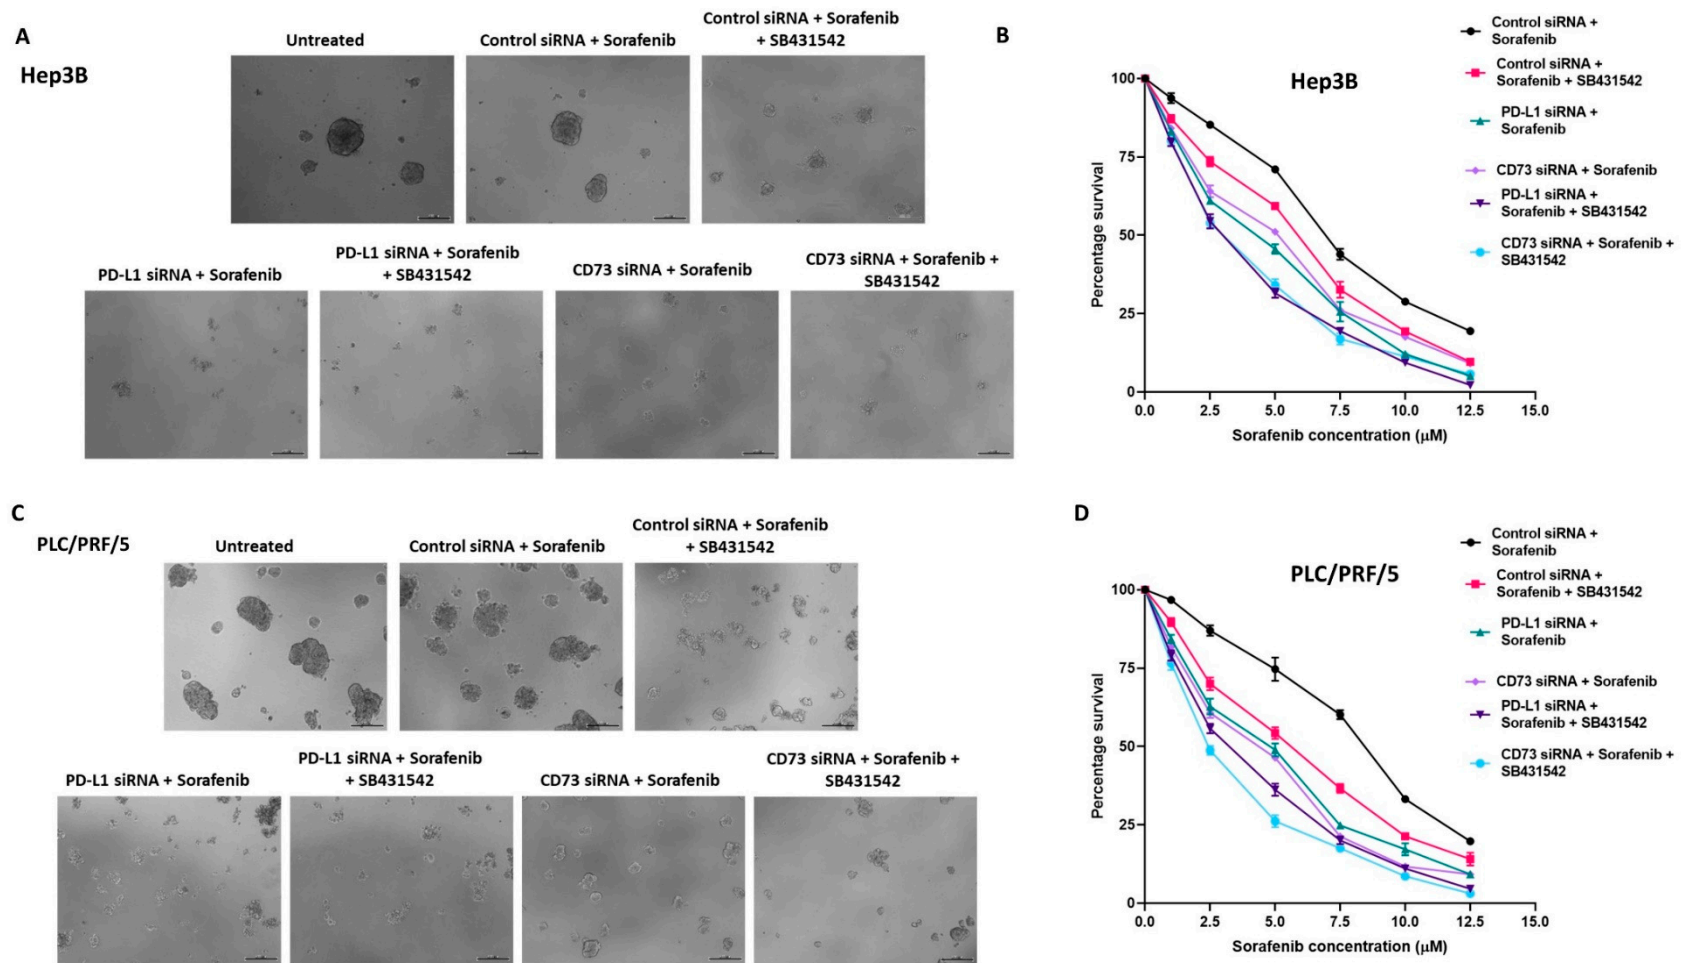 A
Hep3B
Untreated
Control siRNA + Sorafenib
Control siRNA + Sorafenib
+ SB431542
PD-L1 siRNA + Sorafenib
PD-L1 siRNA + Sorafenib
+ SB431542
CD73 siRNA + Sorafenib
CD73 siRNA + Sorafenib +
SB431542
B
Hep3B
Percentage survival
100
75
50
25
0
0.0 2.5 5.0 7.5 10.0 12.5 15.0
Sorafenib concentration (μM)
Control siRNA +
Sorafenib
Control siRNA +
Sorafenib + SB431542
PD-L1 siRNA +
Sorafenib
CD73 siRNA + Sorafenib
PD-L1 siRNA +
Sorafenib + SB431542
CD73 siRNA + Sorafenib +
SB431542
C
PLC/PRF/5
Untreated
Control siRNA + Sorafenib
Control siRNA + Sorafenib
+ SB431542
PD-L1 siRNA + Sorafenib
PD-L1 siRNA + Sorafenib
+ SB431542
CD73 siRNA + Sorafenib
CD73 siRNA + Sorafenib +
SB431542
D
PLC/PRF/5
Percentage survival
100
75
50
25
0
0.0 2.5 5.0 7.5 10.0 12.5 15.0
Sorafenib concentration (μM)
Control siRNA +
Sorafenib
Control siRNA +
Sorafenib + SB431542
PD-L1 siRNA +
Sorafenib
CD73 siRNA + Sorafenib
PD-L1 siRNA +
Sorafenib + SB431542
CD73 siRNA + Sorafenib +
SB431542